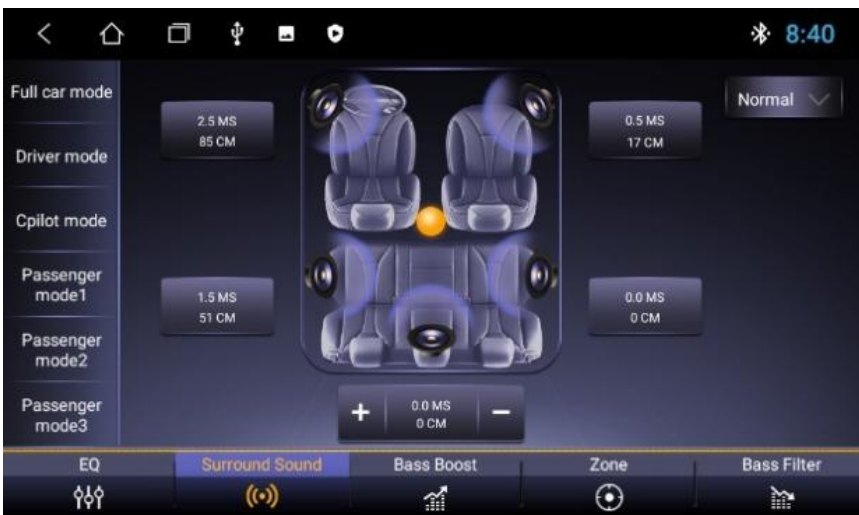 8:40
Full car mode
Driver mode
Cpilot mode
Passenger
mode1
Passenger
mode2
Passenger
mode3
2.5 MS
85 CM
0.5 MS
17 CM
Normal
1.5 MS
51 CM
0.0 MS
0 CM
+ 0.0 MS −
0 CM
EQ
Surround Sound
Bass Boost
Zone
Bass Filter